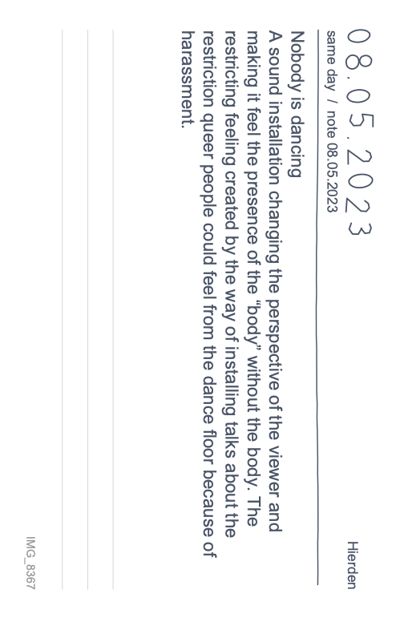 08.05.2023
Hierden
same day / note 08.05.2023
Nobody is dancing
A sound installation changing the perspective of the viewer and
making it feel the presence of the “body” without the body. The
restricting feeling created by the way of installing talks about the
restriction queer people could feel from the dance floor because of
harassment.
IMG_8367